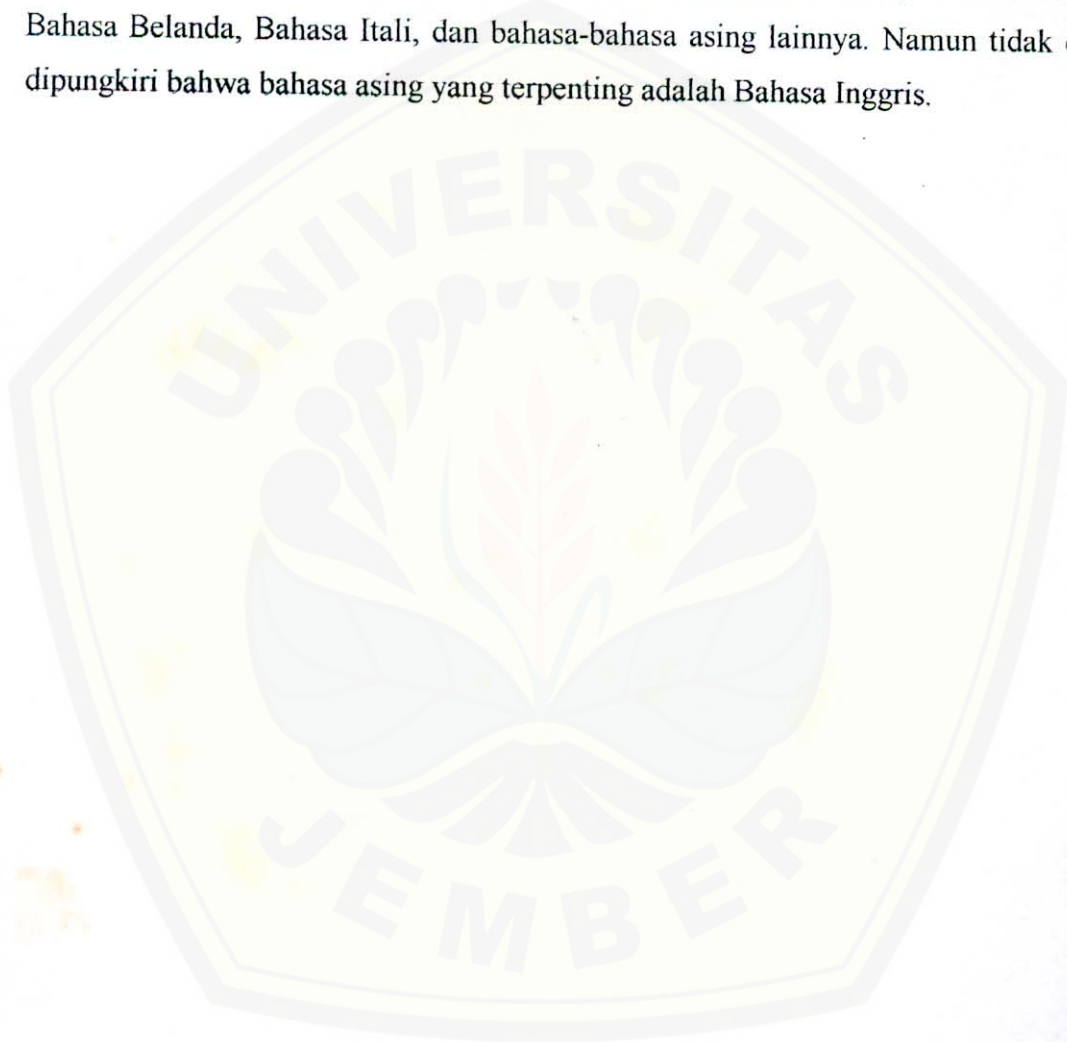 Bahasa Belanda, Bahasa Itali, dan bahasa-bahasa asing lainnya. Namun tidak
dipungkiri bahwa bahasa asing yang terpenting adalah Bahasa Inggris.
UNIVERSITAS
JEMBER